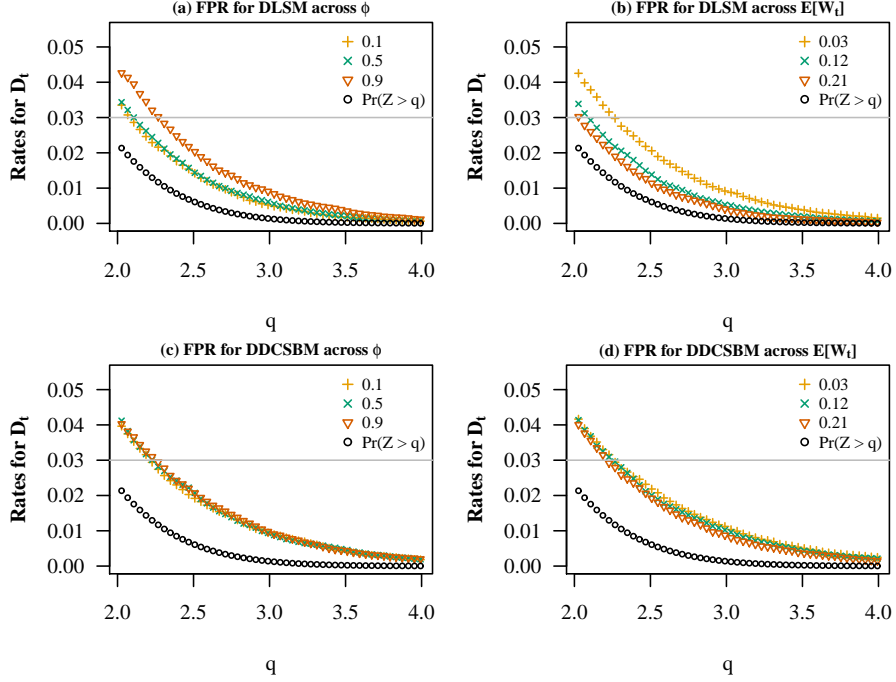 (a) FPR for DLSM across ϕ
Rates for Dₜ
0.05
0.04
0.03
0.02
0.01
0.00
0.1
0.5
0.9
Pr(Z > q)
2.0 2.5 3.0 3.5 4.0
q
(b) FPR for DLSM across E[Wₜ]
Rates for Dₜ
0.05
0.04
0.03
0.02
0.01
0.00
0.03
0.12
0.21
Pr(Z > q)
2.0 2.5 3.0 3.5 4.0
q
(c) FPR for DDCSBM across ϕ
Rates for Dₜ
0.05
0.04
0.03
0.02
0.01
0.00
0.1
0.5
0.9
Pr(Z > q)
2.0 2.5 3.0 3.5 4.0
q
(d) FPR for DDCSBM across E[Wₜ]
Rates for Dₜ
0.05
0.04
0.03
0.02
0.01
0.00
0.03
0.12
0.21
Pr(Z > q)
2.0 2.5 3.0 3.5 4.0
q